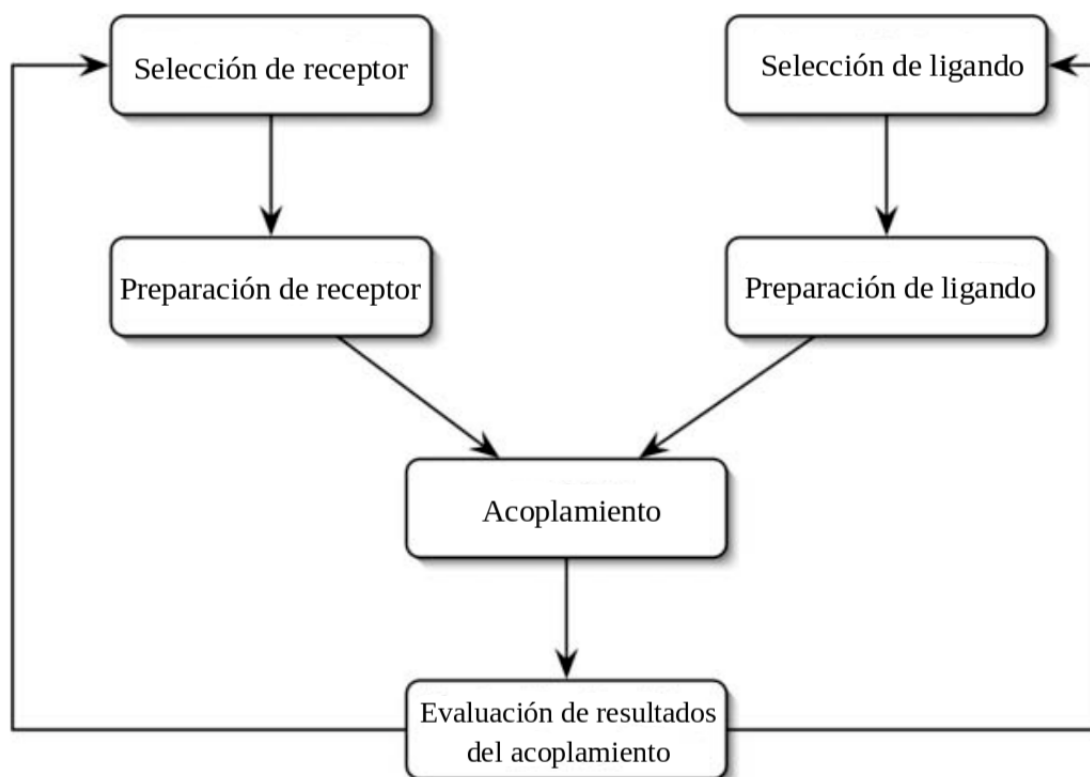 Selección de receptor
Selección de ligando
Preparación de receptor
Preparación de ligando
Acoplamiento
Evaluación de resultados
del acoplamiento